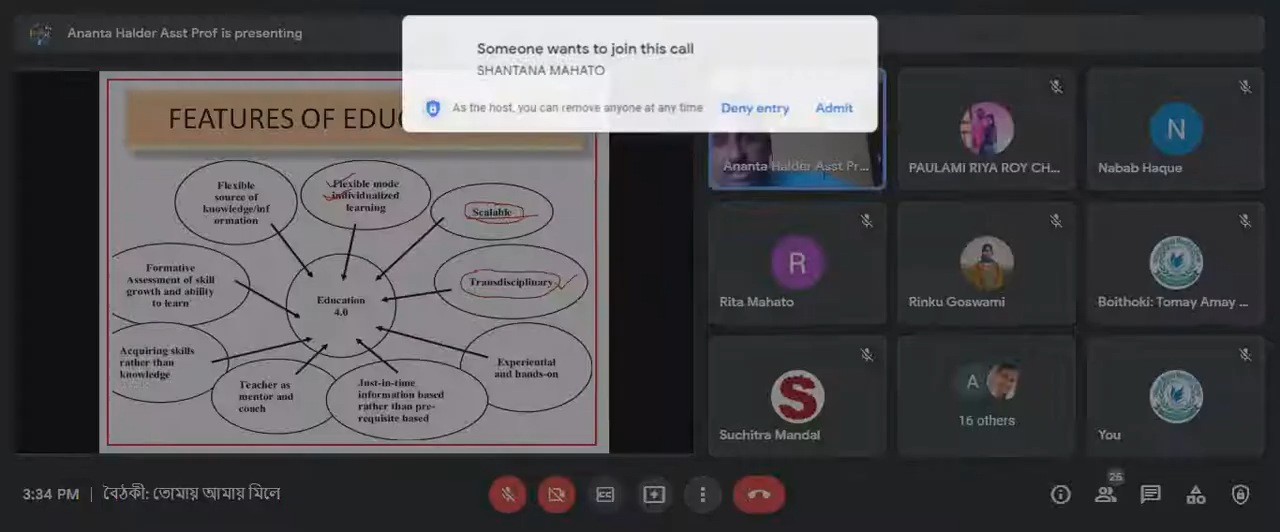 Ananta Halder Asst Prof is presenting
Someone wants to join this call
SHANTANA MAHATO
As the host, you can remove anyone at any time
Deny entry
Admit
FEATURES OF EDUC
Flexible
source of
knowledge/inf
ormation
Flexible mode
individualized
learning
Scalable
Formative
Assessment of skill
growth and ability
to learn
Transdisciplinary
Education
4.0
Acquiring skills
rather than
knowledge
Teacher as
mentor and
coach
Just-in-time
information based
rather than pre-
requisite based
Experiential
and hands-on
Ananta Halder Asst Pr...
PAULAMI RIYA ROY CH...
N
Nabab Haque
R
Rita Mahato
Rinku Goswami
Boithoki: Tomay Amay ...
S
Suchitra Mandal
A
16 others
You
3:34 PM | বৈঠকী: তোমায় আমায় মিলে
CC
26